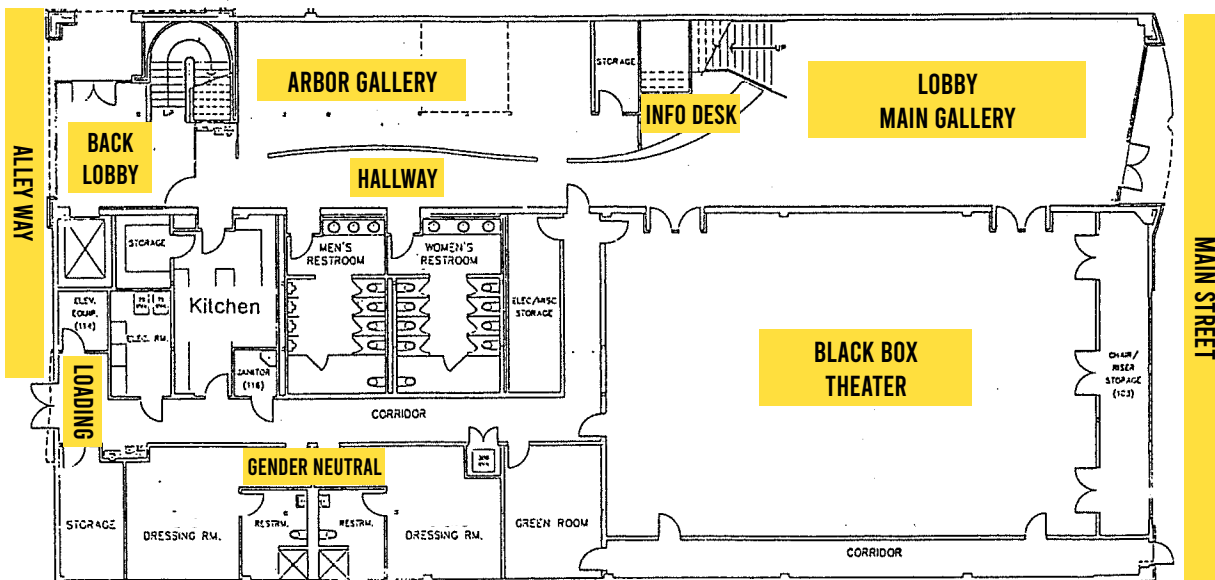 ALLEY WAY
ARBOR GALLERY
STORAGE
UP
INFO DESK
LOBBY
MAIN GALLERY
BACK
LOBBY
HALLWAY
STORAGE
MEN'S
RESTROOM
WOMEN'S
RESTROOM
MAIN STREET
ELEV.
EQUIP.
(114)
ELEC. RM.
Kitchen
ELEC/MISC
STORAGE
BLACK BOX
THEATER
CHAIR/
RISER
STORAGE
(103)
JANITOR
(116)
LOADING
CORRIDOR
GENDER NEUTRAL
STORAGE
DRESSING RM.
RESTRM.
RESTRM.
DRESSING RM.
GREEN ROOM
CORRIDOR